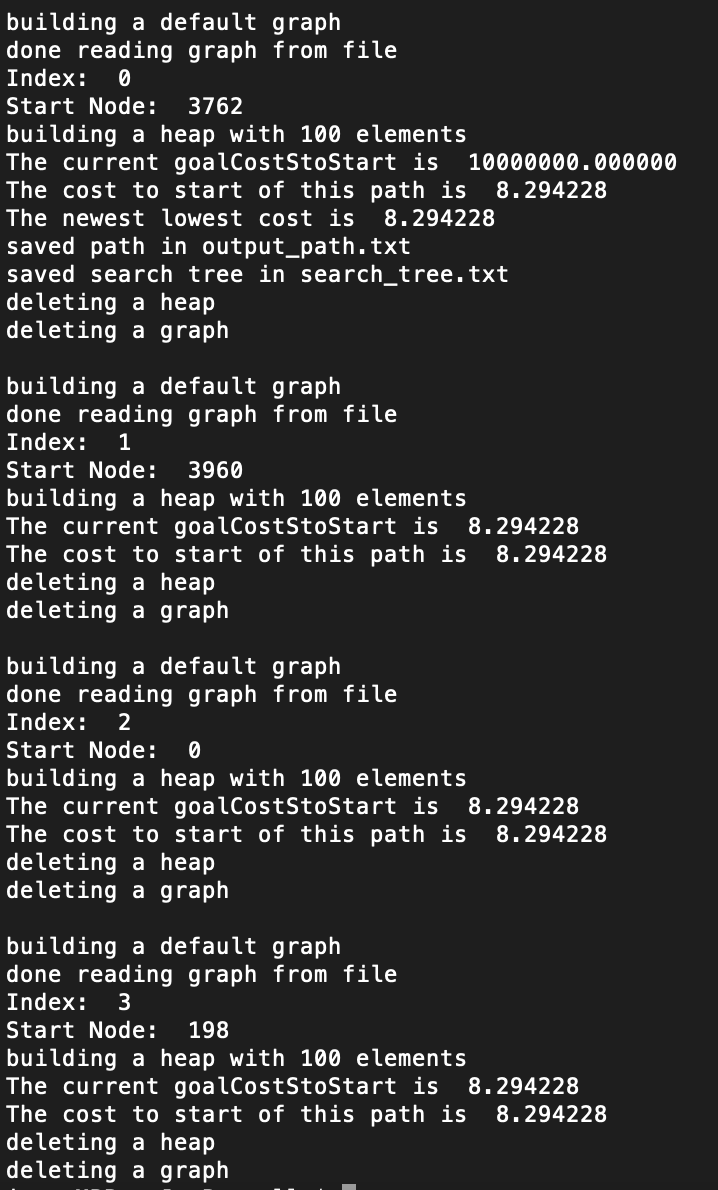 building a default graph
done reading graph from file
Index:  0
Start Node:  3762
building a heap with 100 elements
The current goalCostStoStart is  10000000.000000
The cost to start of this path is  8.294228
The newest lowest cost is  8.294228
saved path in output_path.txt
saved search tree in search_tree.txt
deleting a heap
deleting a graph

building a default graph
done reading graph from file
Index:  1
Start Node:  3960
building a heap with 100 elements
The current goalCostStoStart is  8.294228
The cost to start of this path is  8.294228
deleting a heap
deleting a graph

building a default graph
done reading graph from file
Index:  2
Start Node:  0
building a heap with 100 elements
The current goalCostStoStart is  8.294228
The cost to start of this path is  8.294228
deleting a heap
deleting a graph

building a default graph
done reading graph from file
Index:  3
Start Node:  198
building a heap with 100 elements
The current goalCostStoStart is  8.294228
The cost to start of this path is  8.294228
deleting a heap
deleting a graph